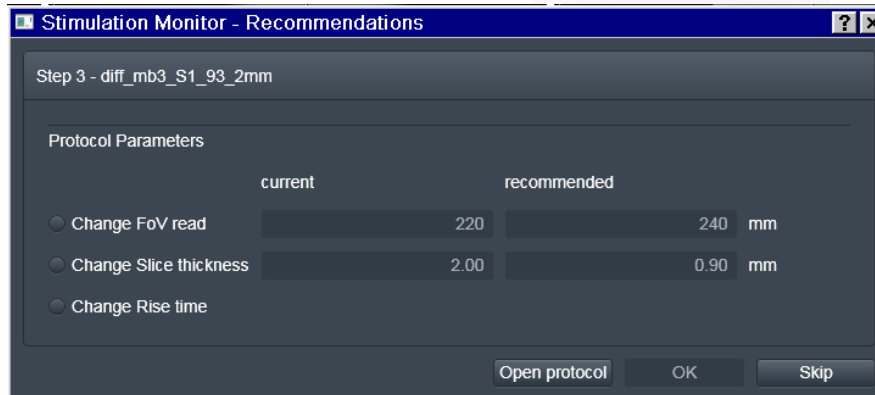 Stimulation Monitor - Recommendations ? ×
Step 3 - diff_mb3_S1_93_2mm
Protocol Parameters
current recommended
Change FoV read 220 240 mm
Change Slice thickness 2.00 0.90 mm
Change Rise time
Open protocol OK Skip